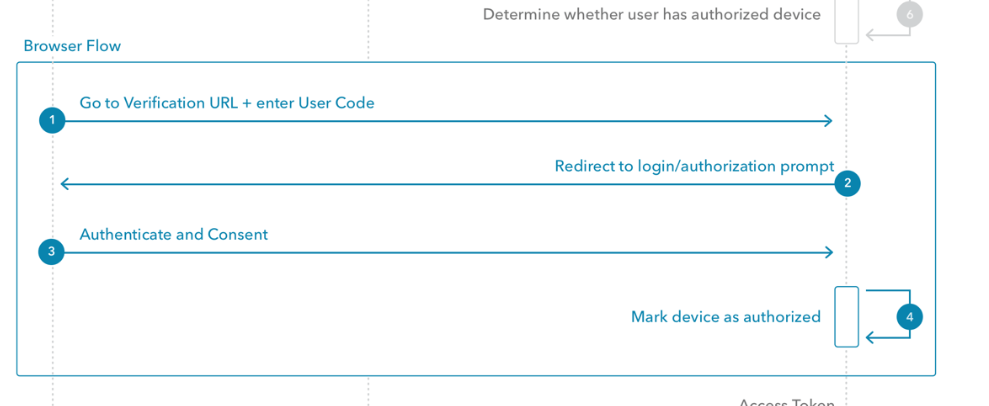 Determine whether user has authorized device
6
Browser Flow
Go to Verification URL + enter User Code
1
Redirect to login/authorization prompt
2
Authenticate and Consent
3
Mark device as authorized
4
Access Token